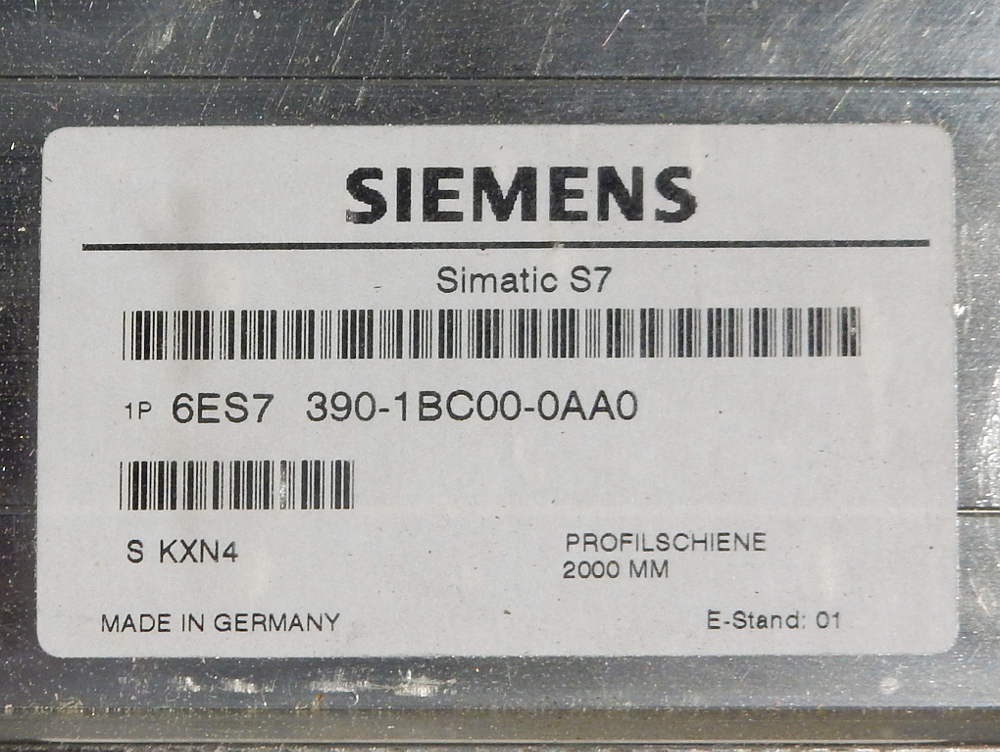 SIEMENS
Simatic S7
1P 6ES7 390-1BC00-0AA0
S KXN4
PROFILSCHIENE
2000 MM
MADE IN GERMANY
E-Stand: 01